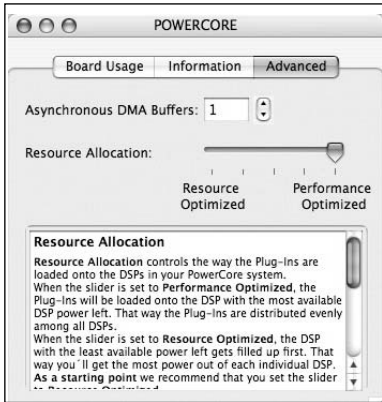 POWERCORE
Board Usage Information Advanced
Asynchronous DMA Buffers: 1
Resource Allocation:
Resource Performance
Optimized Optimized
Resource Allocation
Resource Allocation controls the way the Plug-Ins are
loaded onto the DSPs in your PowerCore system.
When the slider is set to Performance Optimized, the
Plug-Ins will be loaded onto the DSP with the most available
DSP power left. That way the Plug-Ins are distributed evenly
among all DSPs.
When the slider is set to Resource Optimized, the DSP
with the least available power left gets filled up first. That
way you´ll get the most power out of each individual DSP.
As a starting point we recommend that you set the slider
to Resource Optimized